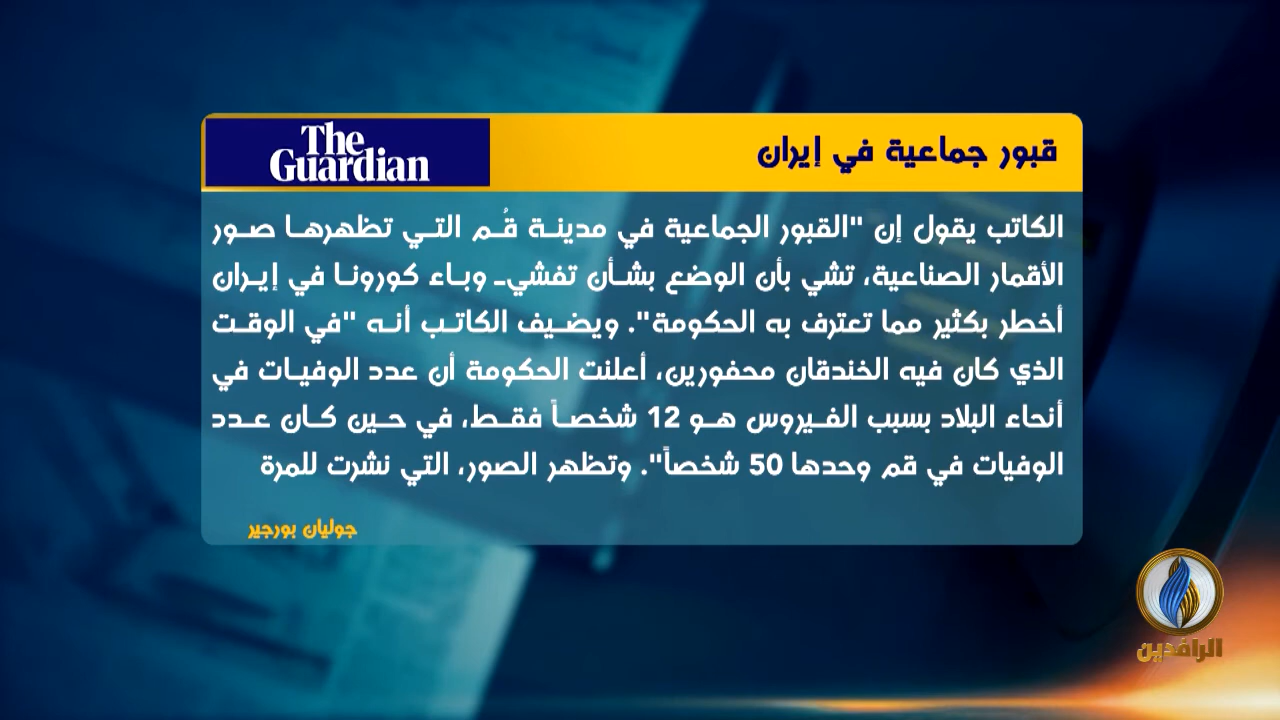 The
Guardian
قبور جماعية في إيران
الكاتب يقول إن "القبور الجماعية في مدينة قُم التي تظهرها صور
الأقمار الصناعية، تشي بأن الوضع بشأن تفشي وباء كورونا في إيران
أخطر بكثير مما تعترف به الحكومة". ويضيف الكاتب أنه "في الوقت
الذي كان فيه الخندقان محفورين، أعلنت الحكومة أن عدد الوفيات في
أنحاء البلاد بسبب الفيروس هو 12 شخصاً فقط، في حين كان عدد
الوفيات في قم وحدها 50 شخصاً". وتظهر الصور، التي نشرت للمرة
جوليان بورجير
الرافدين